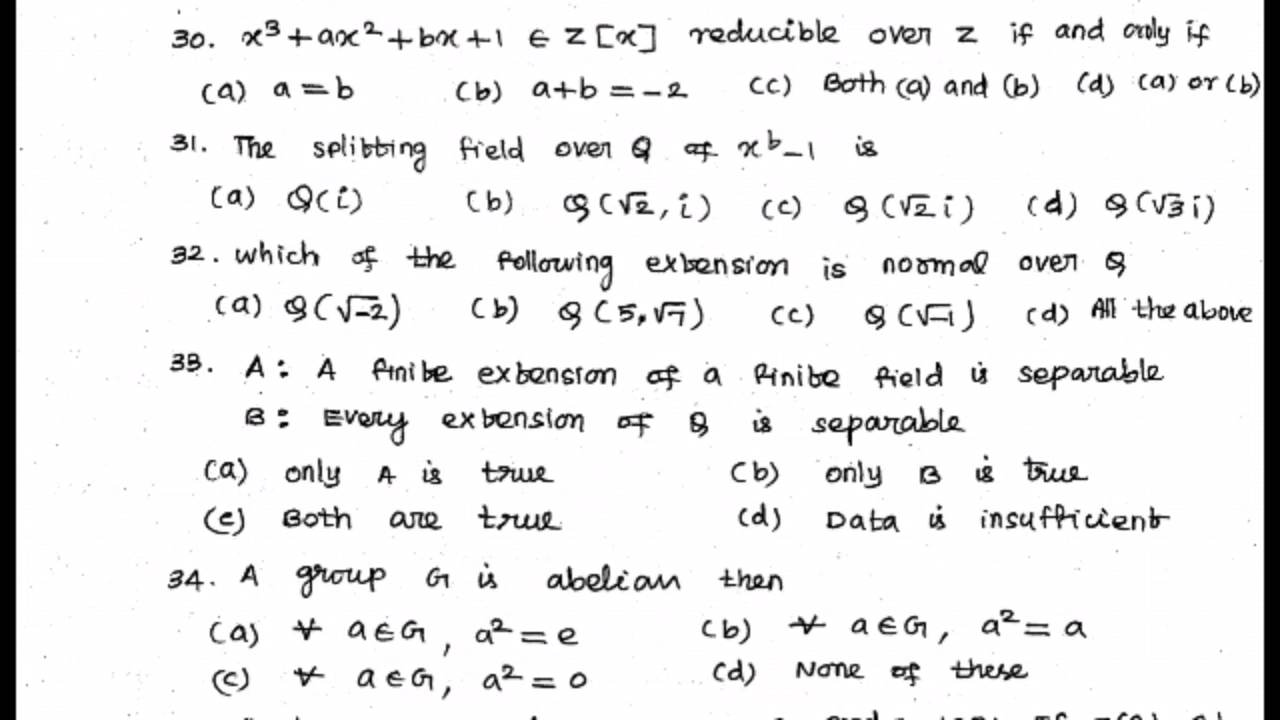 30. x³+ax²+bx+1 ∈ Z[x] reducible over Z if and only if
(a) a=b (b) a+b=-2 (c) Both (a) and (b) (d) (a) or (b)
31. The splitting field over Q of x⁶-1 is
(a) Q(i) (b) Q(√2, i) (c) Q(√2 i) (d) Q(√3 i)
32. which of the following extension is normal over Q
(a) Q(√-2) (b) Q(5,√7) (c) Q(√-1) (d) All the above
33. A: A finite extension of a finite field is separable
B: Every extension of Q is separable
(a) only A is true (b) only B is true
(c) Both are true (d) Data is insufficient
34. A group G is abelian then
(a) ∀ a∈G, a²=e (b) ∀ a∈G, a²=a
(c) ∀ a∈G, a²=0 (d) None of these